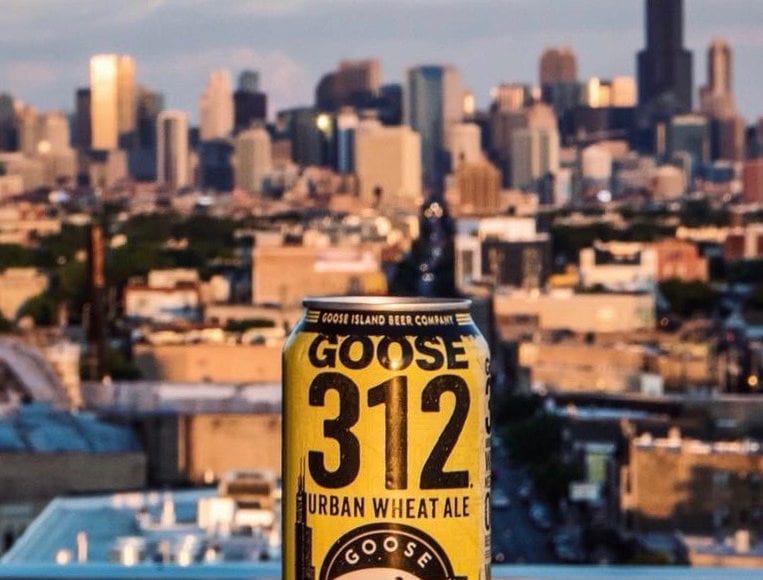 GOOSE ISLAND BEER COMPANY
GOOSE
312.
URBAN WHEAT ALE
GOOSE